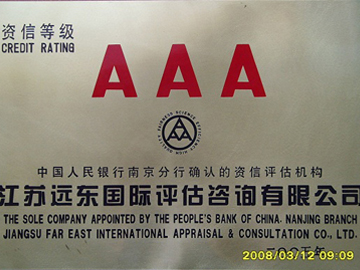 资信等级
CREDIT RATING
AAA
中国人民银行南京分行确认的资信评估机构
江苏远东国际评估咨询有限公司
THE SOLE COMPANY APPOINTED BY THE PEOPLE'S BANK OF CHINA. NANJING BRANCH
JIANGSU FAR EAST INTERNATIONAL APPRAISAL & CONSULTATION CO., LTD.
2008/03/12 09:09